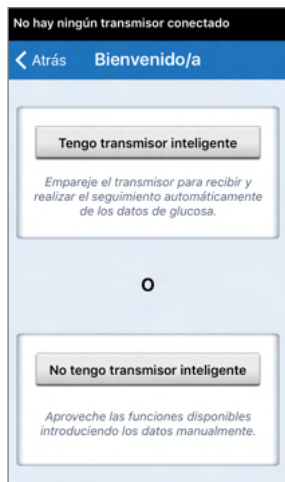 No hay ningún transmisor conectado
Atrás
Bienvenido/a
Tengo transmisor inteligente
Empareje el transmisor para recibir y
realizar el seguimiento automáticamente
de los datos de glucosa.
O
No tengo transmisor inteligente
Aproveche las funciones disponibles
introduciendo los datos manualmente.